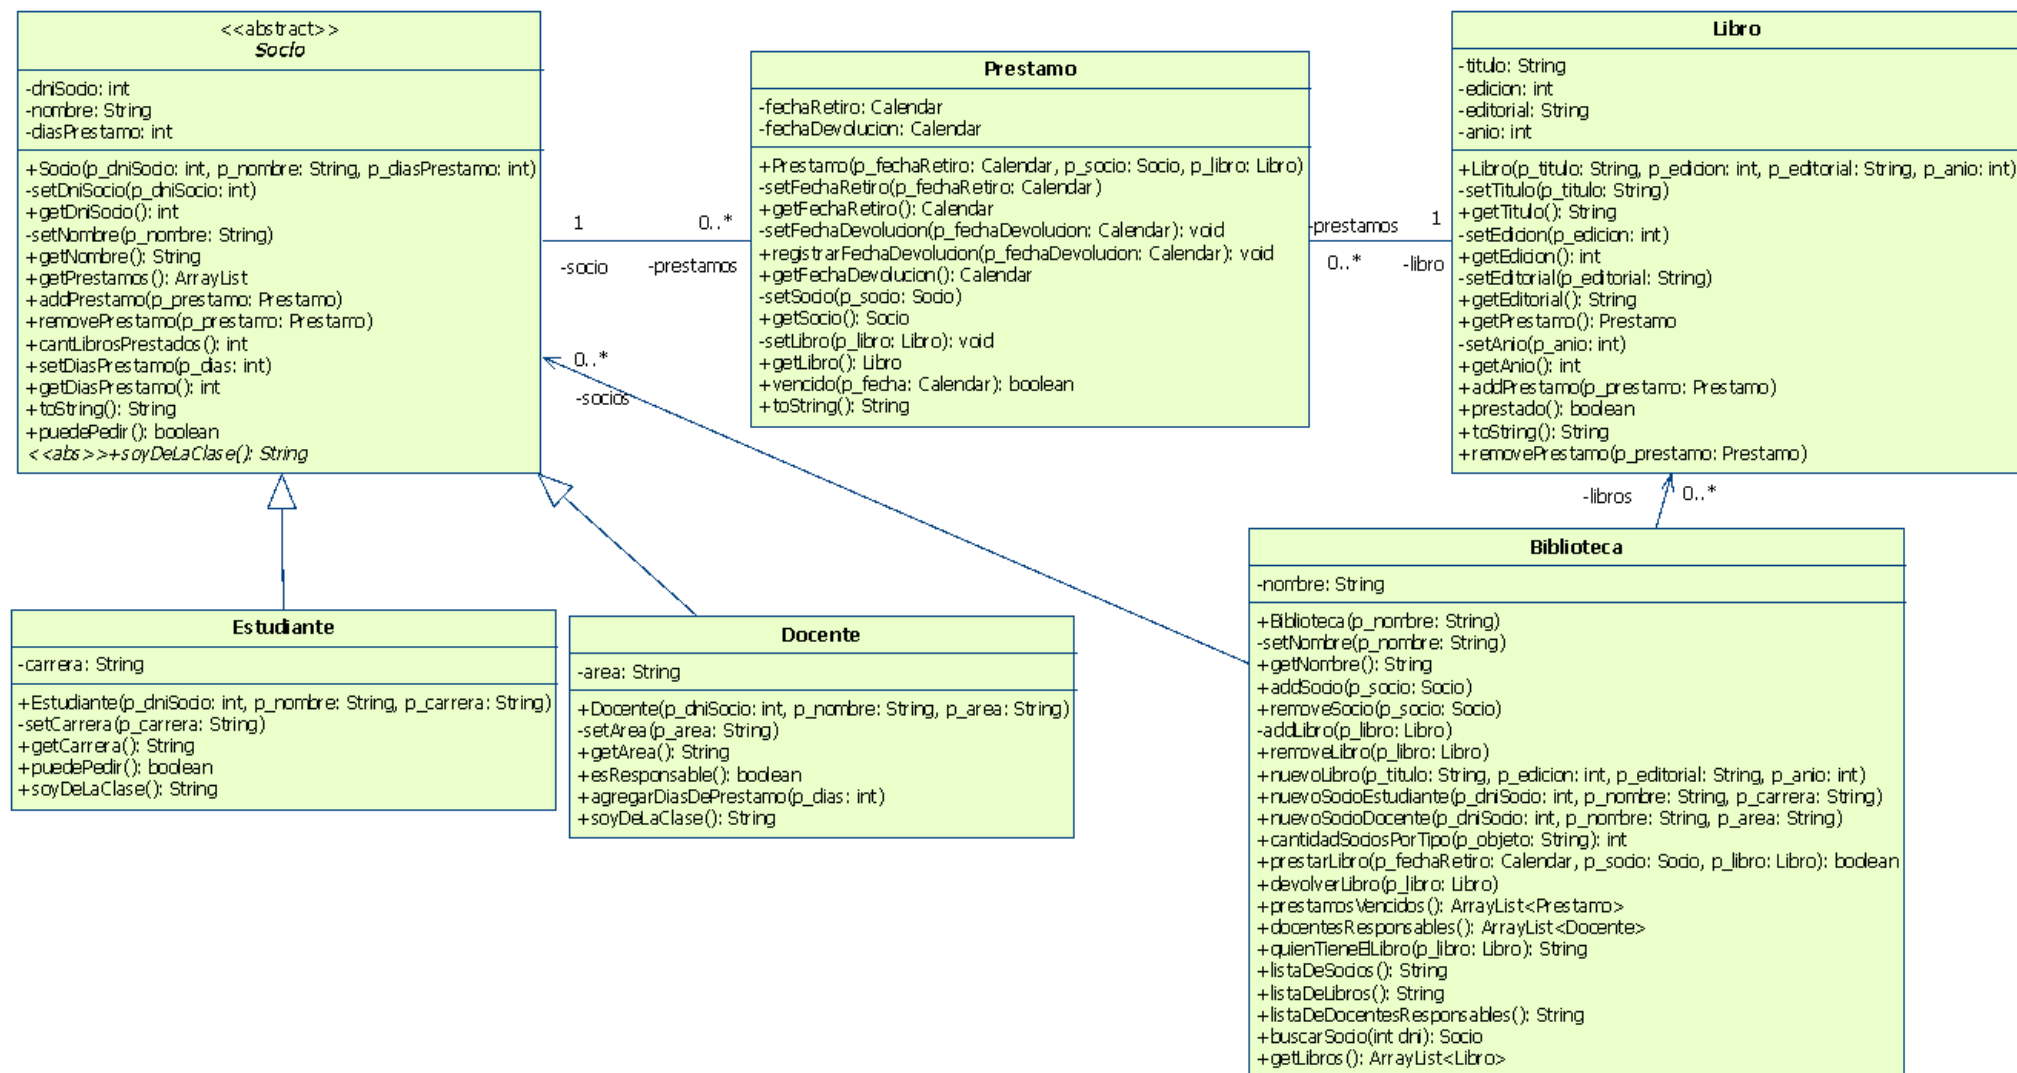 <<abstract>>
Socio
-dniSocio: int
-nombre: String
-diasPrestamo: int
+Socio(p_dniSocio: int, p_nombre: String, p_diasPrestamo: int)
-setDniSocio(p_dniSocio: int)
+getDniSocio(): int
-setNombre(p_nombre: String)
+getNombre(): String
+getPrestamos(): ArrayList
+addPrestamo(p_prestamo: Prestamo)
+removePrestamo(p_prestamo: Prestamo)
+cantLibrosPrestados(): int
+setDiasPrestamo(p_dias: int)
+getDiasPrestamo(): int
+toString(): String
+puedePedir(): boolean
<<abs>>+soyDeLaClase(): String
1
0..*
-socio
-prestamos
Prestamo
-fechaRetiro: Calendar
-fechaDevolucion: Calendar
+Prestamo(p_fechaRetiro: Calendar, p_socio: Socio, p_libro: Libro)
-setFechaRetiro(p_fechaRetiro: Calendar)
+getFechaRetiro(): Calendar
-setFechaDevolucion(p_fechaDevolucion: Calendar): void
+registrarFechaDevolucion(p_fechaDevolucion: Calendar): void
+getFechaDevolucion(): Calendar
-setSocio(p_socio: Socio)
+getSocio(): Socio
-setLibro(p_libro: Libro): void
+getLibro(): Libro
+vencido(p_fecha: Calendar): boolean
+toString(): String
-prestamos
1
0..*
-libro
Libro
-titulo: String
-edicion: int
-editorial: String
-anio: int
+Libro(p_titulo: String, p_edicion: int, p_editorial: String, p_anio: int)
-setTitulo(p_titulo: String)
+getTitulo(): String
-setEdicion(p_edicion: int)
+getEdicion(): int
-setEditorial(p_editorial: String)
+getEditorial(): String
+getPrestamo(): Prestamo
-setAnio(p_anio: int)
+getAnio(): int
+addPrestamo(p_prestamo: Prestamo)
+prestado(): boolean
+toString(): String
+removePrestamo(p_prestamo: Prestamo)
0..*
-socios
-libros
0..*
Estudiante
-carrera: String
+Estudiante(p_dniSocio: int, p_nombre: String, p_carrera: String)
-setCarrera(p_carrera: String)
+getCarrera(): String
+puedePedir(): boolean
+soyDeLaClase(): String
Docente
-area: String
+Docente(p_dniSocio: int, p_nombre: String, p_area: String)
-setArea(p_area: String)
+getArea(): String
+esResponsable(): boolean
+agregarDiasDePrestamo(p_dias: int)
+soyDeLaClase(): String
Biblioteca
-nombre: String
+Biblioteca(p_nombre: String)
-setNombre(p_nombre: String)
+getNombre(): String
+addSocio(p_socio: Socio)
+removeSocio(p_socio: Socio)
-addLibro(p_libro: Libro)
+removeLibro(p_libro: Libro)
+nuevoLibro(p_titulo: String, p_edicion: int, p_editorial: String, p_anio: int)
+nuevoSocioEstudiante(p_dniSocio: int, p_nombre: String, p_carrera: String)
+nuevoSocioDocente(p_dniSocio: int, p_nombre: String, p_area: String)
+cantidadSociosPorTipo(p_objeto: String): int
+prestarLibro(p_fechaRetiro: Calendar, p_socio: Socio, p_libro: Libro): boolean
+devolverLibro(p_libro: Libro)
+prestamosVencidos(): ArrayList<Prestamo>
+docentesResponsables(): ArrayList<Docente>
+quienTieneElLibro(p_libro: Libro): String
+listaDeSocios(): String
+listaDeLibros(): String
+listaDeDocentesResponsables(): String
+buscarSocio(int dni): Socio
+getLibros(): ArrayList<Libro>